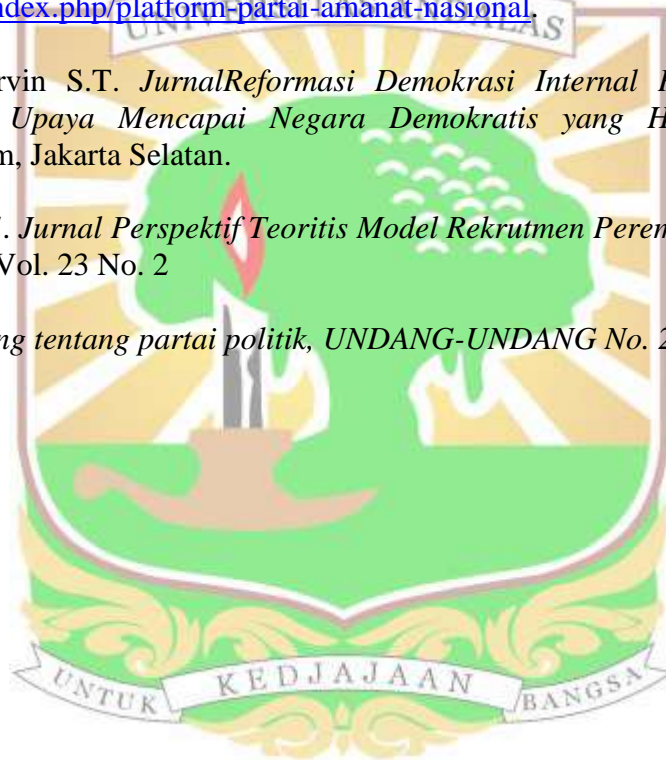 index.php/platform-partai-amanat-nasional.
rvin S.T. JurnalReformasi Demokrasi Internal
Upaya Mencapai Negara Demokratis yang H
m, Jakarta Selatan.
. Jurnal Perspektif Teoritis Model Rekrutmen Perem
Vol. 23 No. 2
ng tentang partai politik, UNDANG-UNDANG No. 2
UNTUK KEDJAJAAN BANGSA